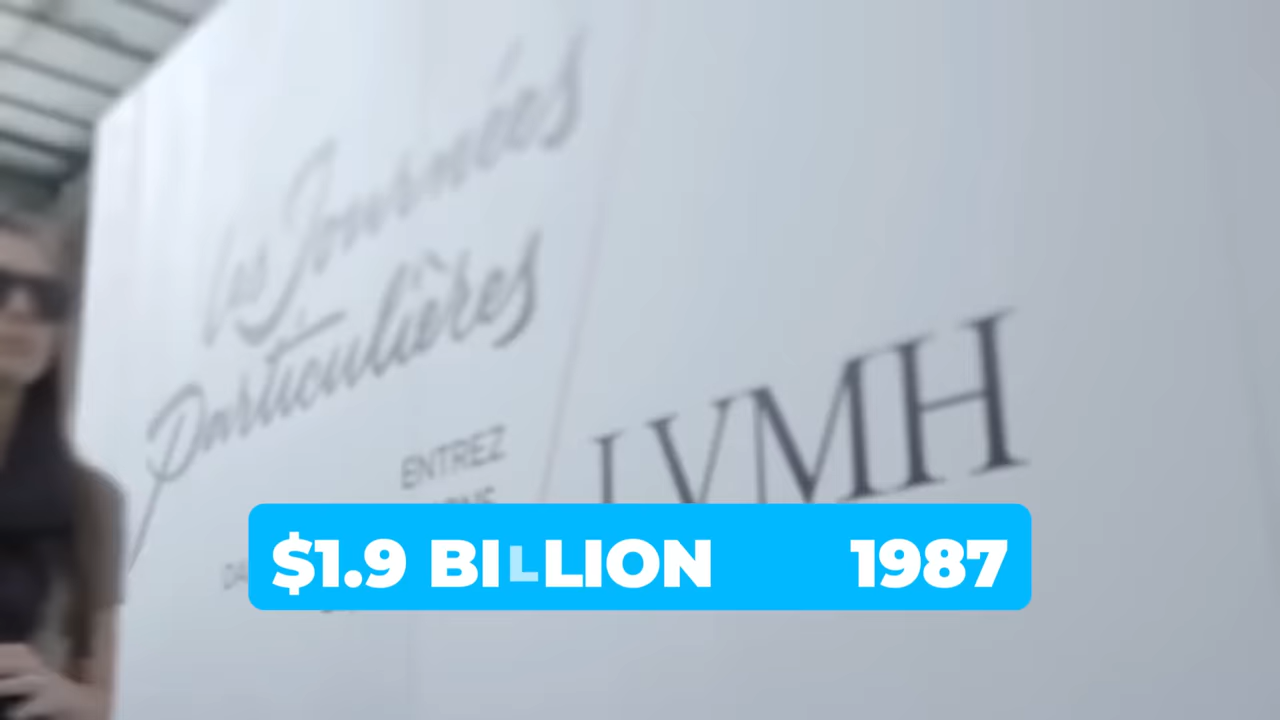 Les Journées
Particulières
ENTREZ
LVMH
$1.9 BILLION 1987